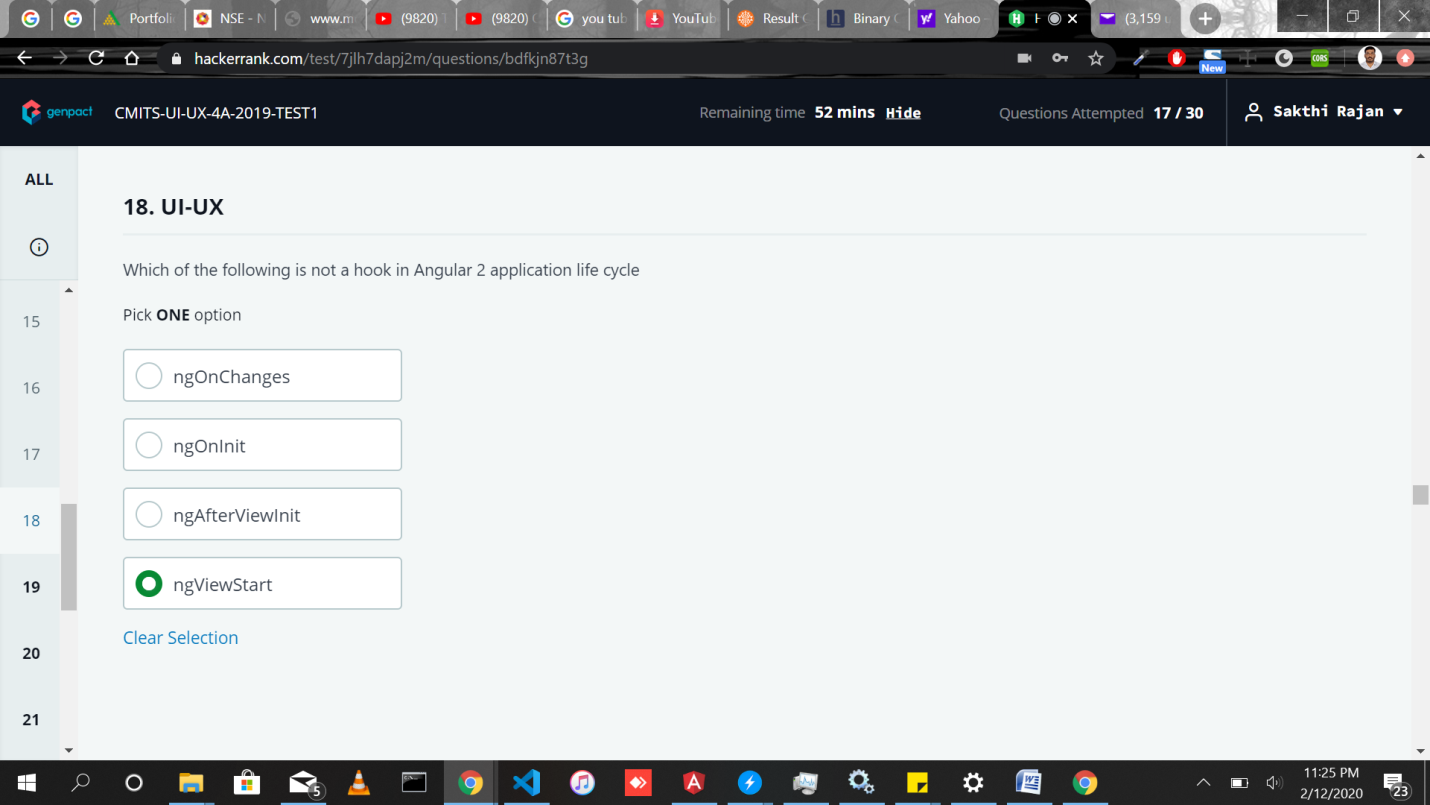 Portfoli
NSE - N
www.m
(9820)
(9820)
you tub
YouTub
Result
Binary
Yahoo
(3,159 u
hackerrank.com/test/7jlh7dapj2m/questions/bdfkjn87t3g
New
CORS
genpact
CMITS-UI-UX-4A-2019-TEST1
Remaining time 52 mins Hide
Questions Attempted 17 / 30
Sakthi Rajan
ALL
15
16
17
18
19
20
21
18. UI-UX
Which of the following is not a hook in Angular 2 application life cycle
Pick ONE option
ngOnChanges
ngOnInit
ngAfterViewInit
ngViewStart
Clear Selection
5
11:25 PM
2/12/2020
23